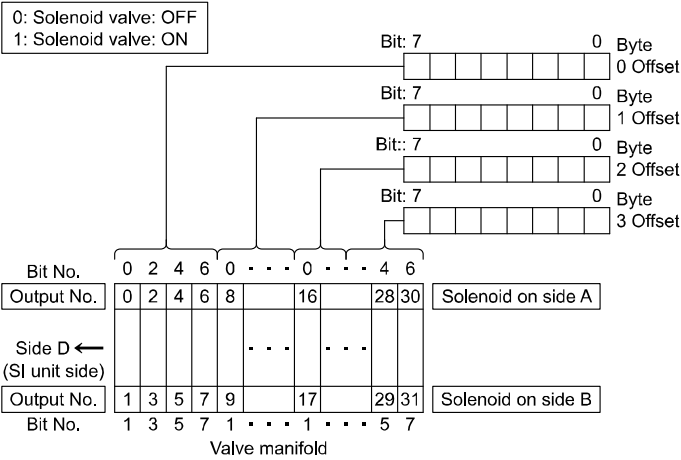 0: Solenoid valve: OFF
1: Solenoid valve: ON
Bit: 7 0 Byte
0 Offset
Bit: 7 0 Byte
1 Offset
Bit:: 7 0 Byte
2 Offset
Bit: 7 0 Byte
3 Offset
Bit No. 0 2 4 6 0 · · · 0 · · · 4 6
Output No. 0 2 4 6 8 16 28 30 Solenoid on side A
Side D ← · · · · · ·
(SI unit side)
Output No. 1 3 5 7 9 17 29 31 Solenoid on side B
Bit No. 1 3 5 7 1 · · · 1 · · · 5 7
Valve manifold